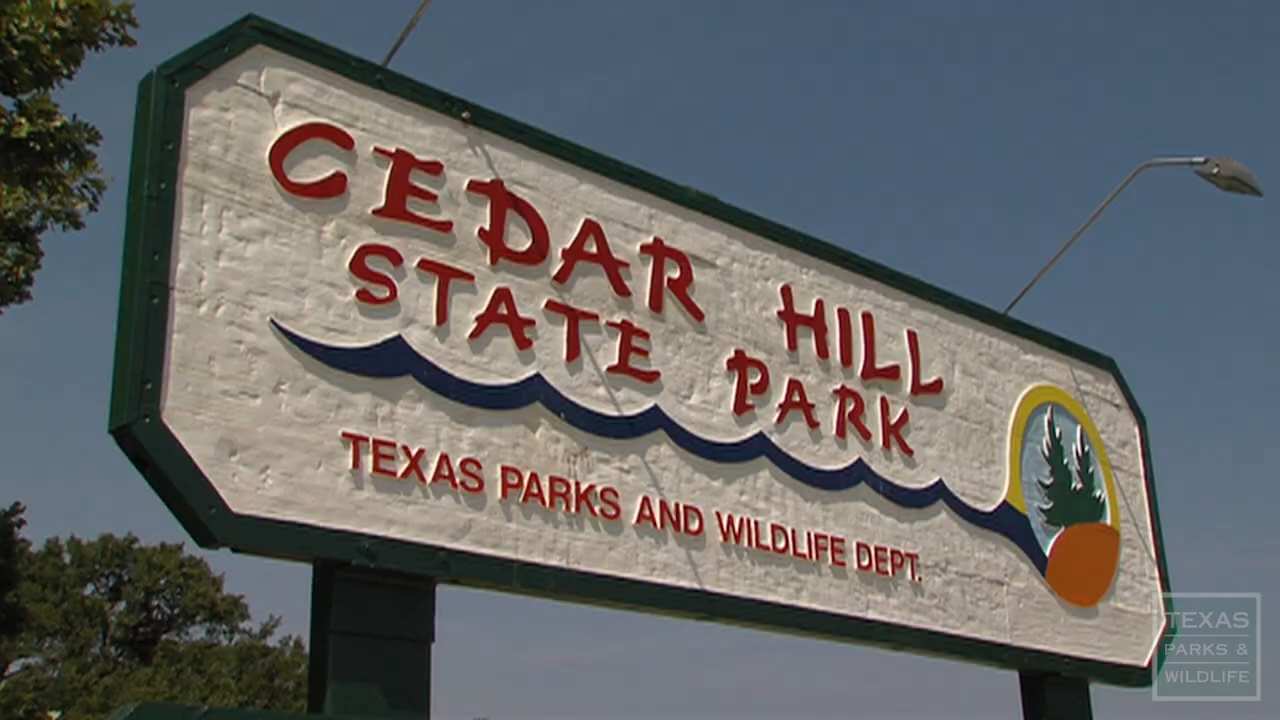 CEDAR HILL
STATE PARK
TEXAS PARKS AND WILDLIFE DEPT.
TEXAS
PARKS &
WILDLIFE